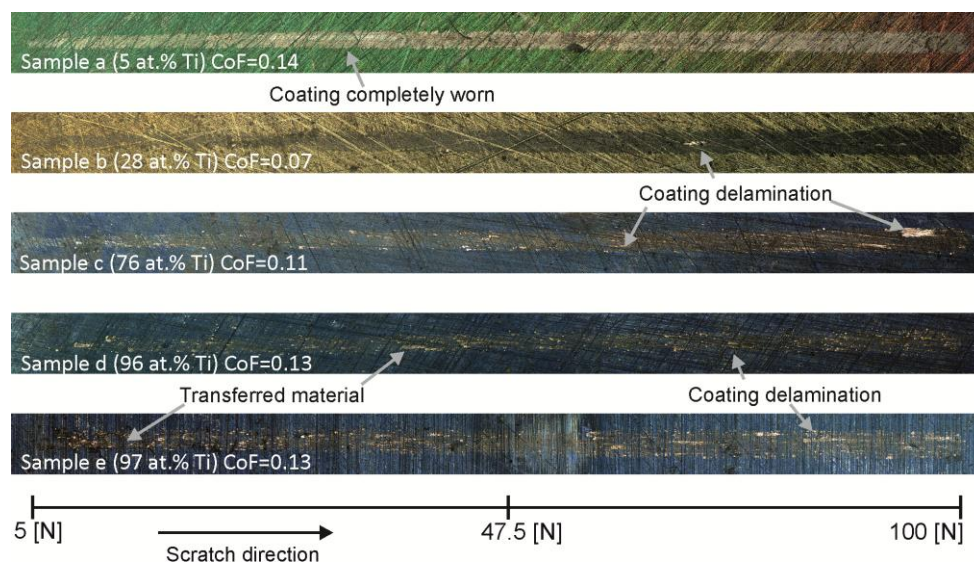 Sample a (5 at.% Ti) CoF=0.14
Coating completely worn
Sample b (28 at.% Ti) CoF=0.07
Coating delamination
Sample c (76 at.% Ti) CoF=0.11
Sample d (96 at.% Ti) CoF=0.13
Transferred material
Coating delamination
Sample e (97 at.% Ti) CoF=0.13
5 [N]
47.5 [N]
100 [N]
Scratch direction